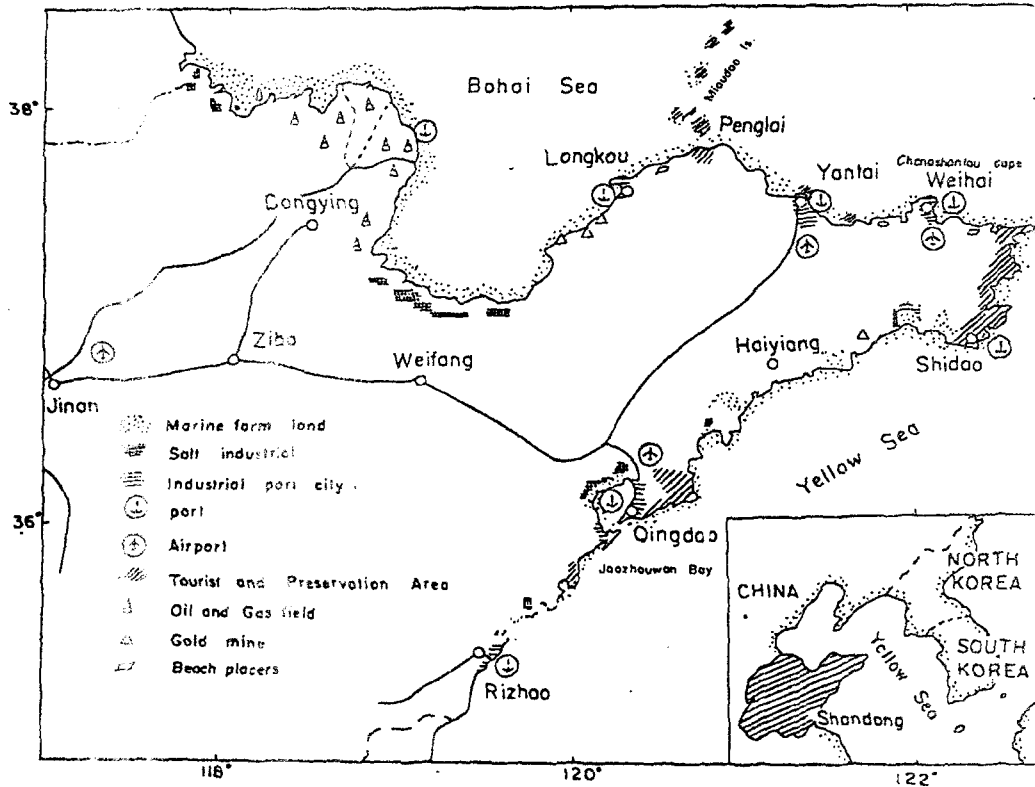 Bohai Sea
38°
Miaodao Is.
Penglai
Longkou
Yantai
Chengshantou cape
Weihai
Dongying
Zibo
Weifang
Haiyiang
Shidao
Jinan
Marine farm land
Salt industrial
Industrial port city
port
Airport
Tourist and Preservation Area
Oil and Gas field
Gold mine
Beach placers
Yellow Sea
36°
Qingdao
Jaozhouwan Bay
Rizhao
CHINA
NORTH
KOREA
SOUTH
KOREA
Yellow Sea
Shandong
118°
120°
122°